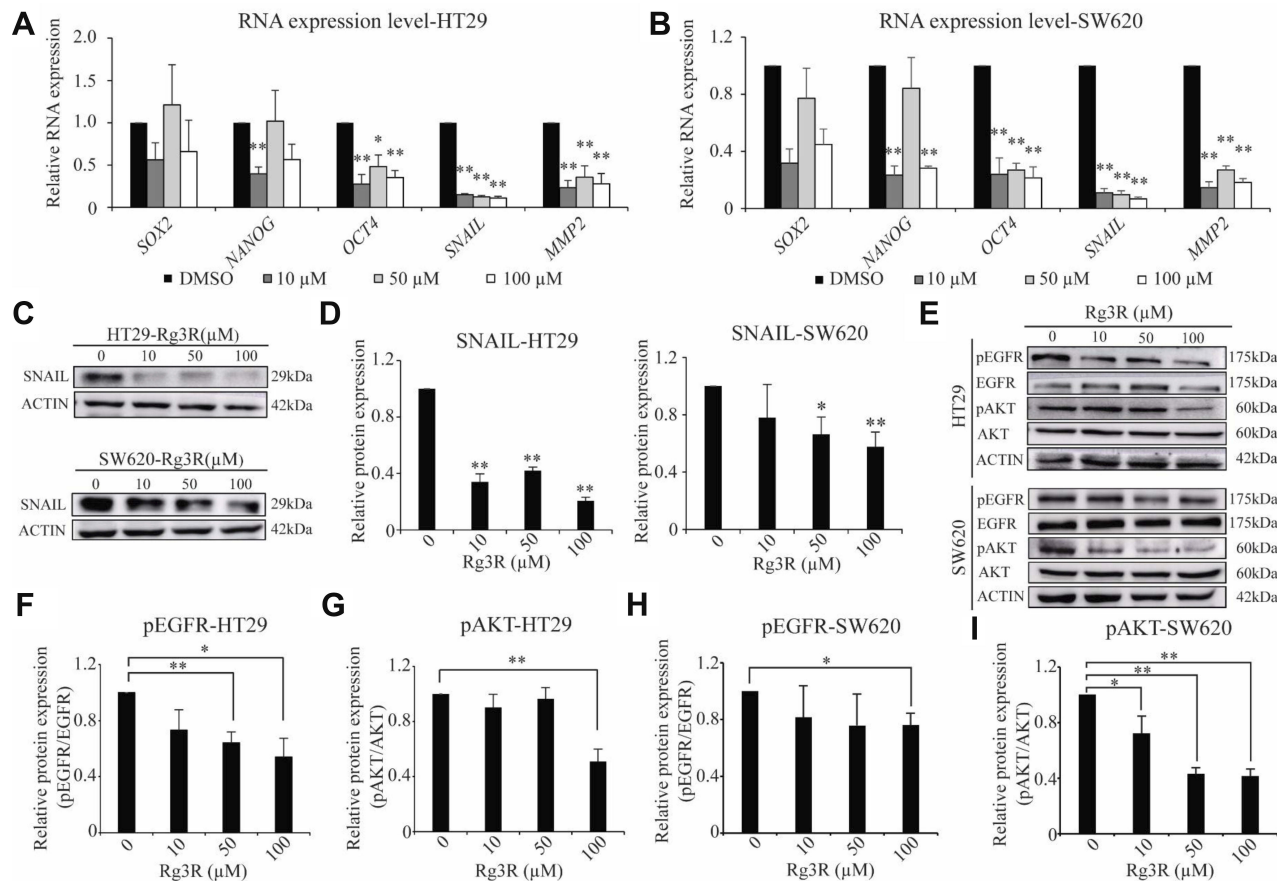 A
RNA expression level-HT29
Relative RNA expression
2.0
1.5
1.0
0.5
0
** ** * ** ** ** ** ** ** **
SOX2 NANOG OCT4 SNAIL MMP2
DMSO 10 µM 50 µM 100 µM
B
RNA expression level-SW620
Relative RNA expression
1.2
0.8
0.4
0
** ** ** ** ** ** ** ** ** ** **
SOX2 NANOG OCT4 SNAIL MMP2
DMSO 10 µM 50 µM 100 µM
C
HT29-Rg3R(µM)
0 10 50 100
SNAIL 29kDa
ACTIN 42kDa
SW620-Rg3R(µM)
0 10 50 100
SNAIL 29kDa
ACTIN 42kDa
D
SNAIL-HT29
Relative protein expression
1.2
0.8
0.4
0
** ** **
0 10 50 100
Rg3R (µM)
SNAIL-SW620
Relative protein expression
1.2
0.8
0.4
0
* **
0 10 50 100
Rg3R (µM)
E
Rg3R (µM)
0 10 50 100
HT29
pEGFR 175kDa
EGFR 175kDa
pAKT 60kDa
AKT 60kDa
ACTIN 42kDa
SW620
pEGFR 175kDa
EGFR 175kDa
pAKT 60kDa
AKT 60kDa
ACTIN 42kDa
F
pEGFR-HT29
Relative protein expression
(pEGFR/EGFR)
1.2
0.8
0.4
0
*
**
0 10 50 100
Rg3R (µM)
G
pAKT-HT29
Relative protein expression
(pAKT/AKT)
1.2
0.8
0.4
0
**
0 10 50 100
Rg3R (µM)
H
pEGFR-SW620
Relative protein expression
(pEGFR/EGFR)
1.2
0.8
0.4
0
*
0 10 50 100
Rg3R (µM)
I
pAKT-SW620
Relative protein expression
(pAKT/AKT)
1.2
0.8
0.4
0
**
**
*
0 10 50 100
Rg3R (µM)